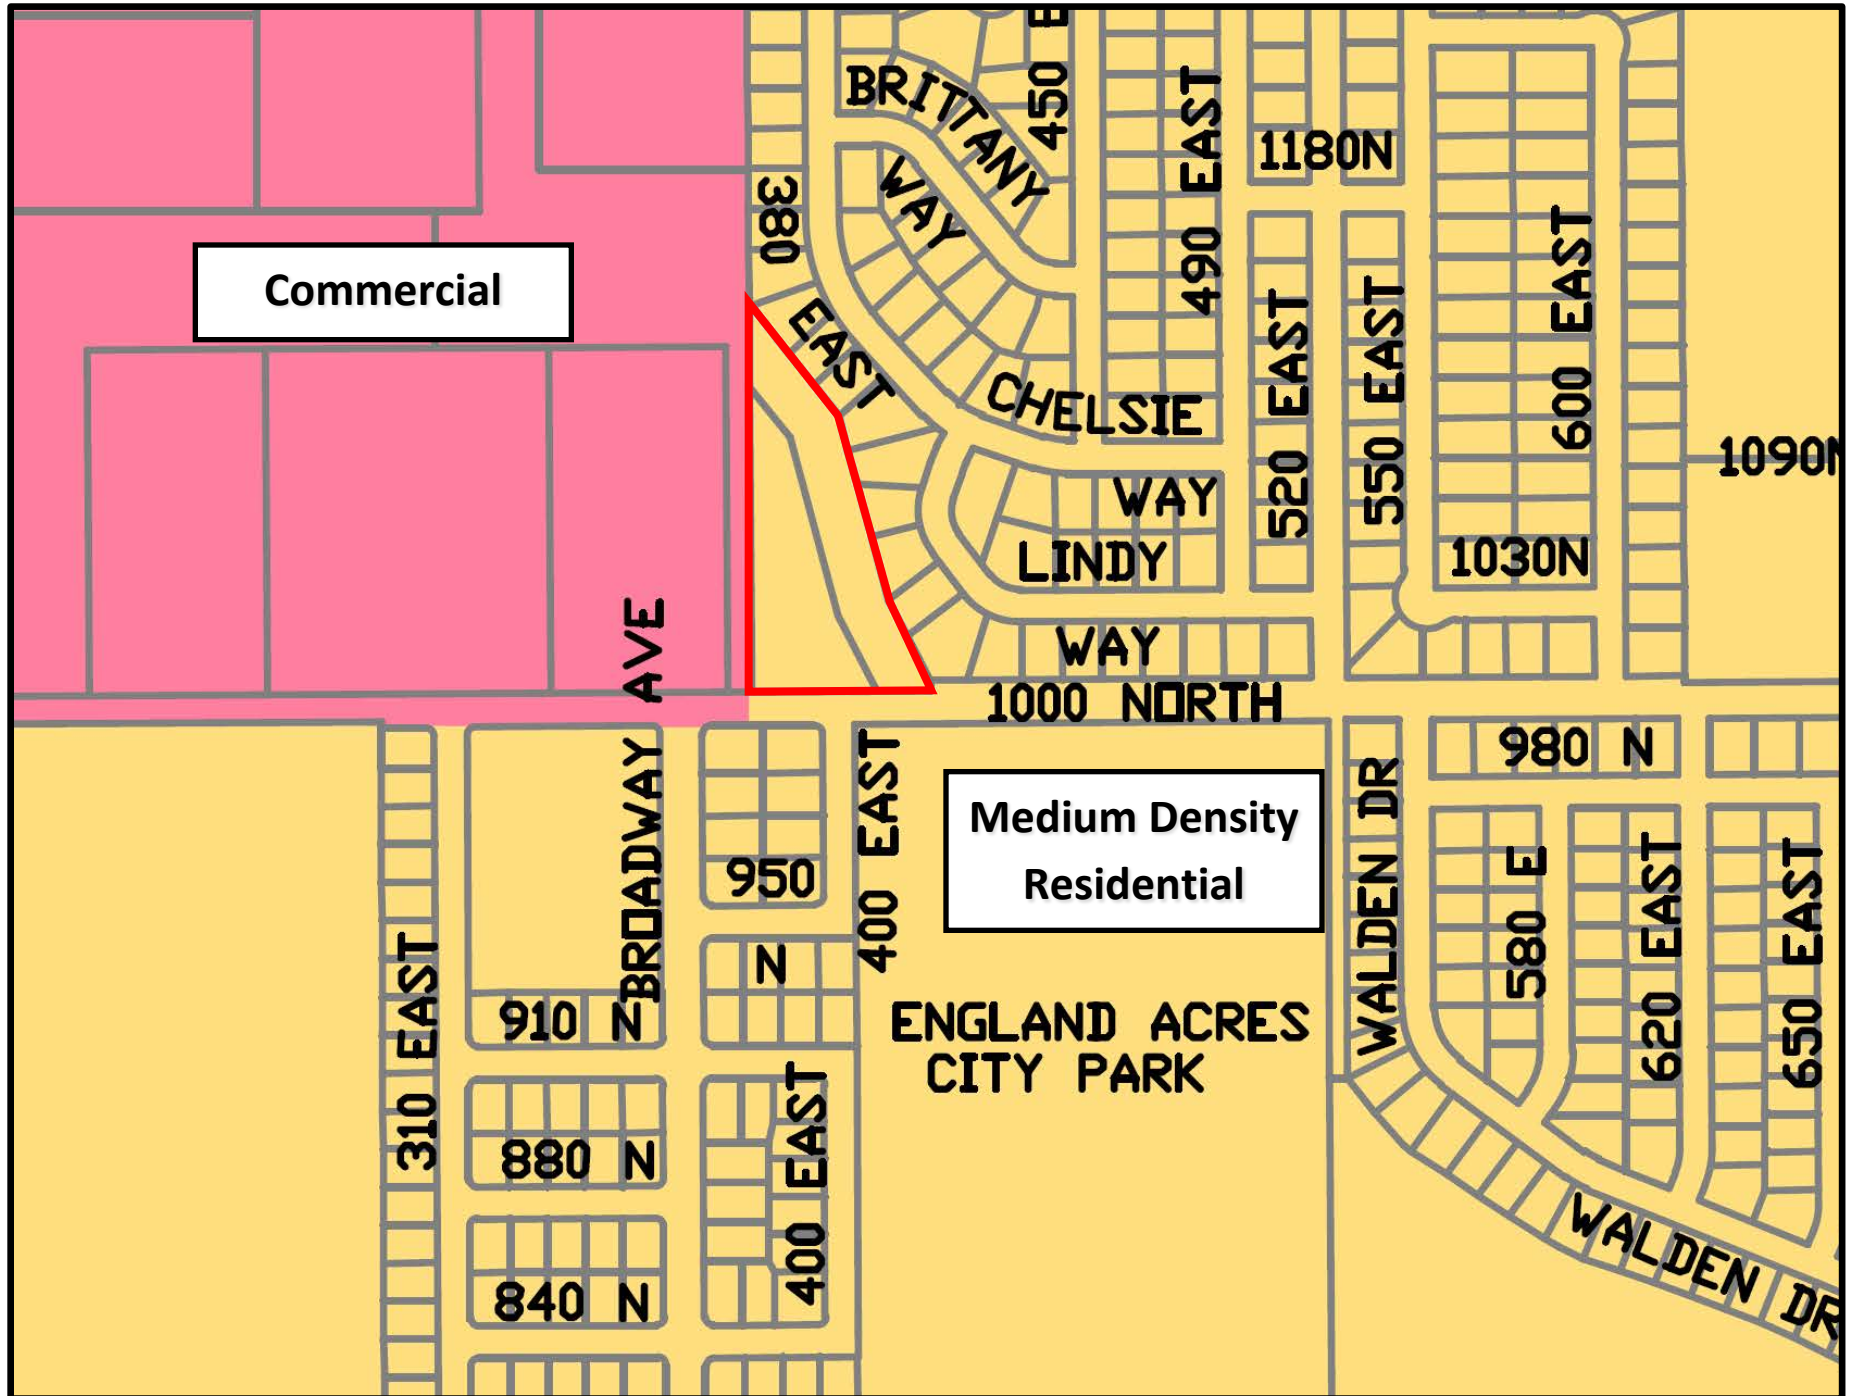 450 E
BRITTANY
WAY
380
EAST
490 EAST
1180N
600 EAST
Commercial
520 EAST
550 EAST
CHELSIE
WAY
1090N
LINDY
WAY
1030N
BROADWAY AVE
1000 NORTH
980 N
400 EAST
Medium Density
Residential
WALDEN DR
950
N
580 E
620 EAST
650 EAST
310 EAST
910 N
ENGLAND ACRES
CITY PARK
400 EAST
880 N
840 N
WALDEN DR